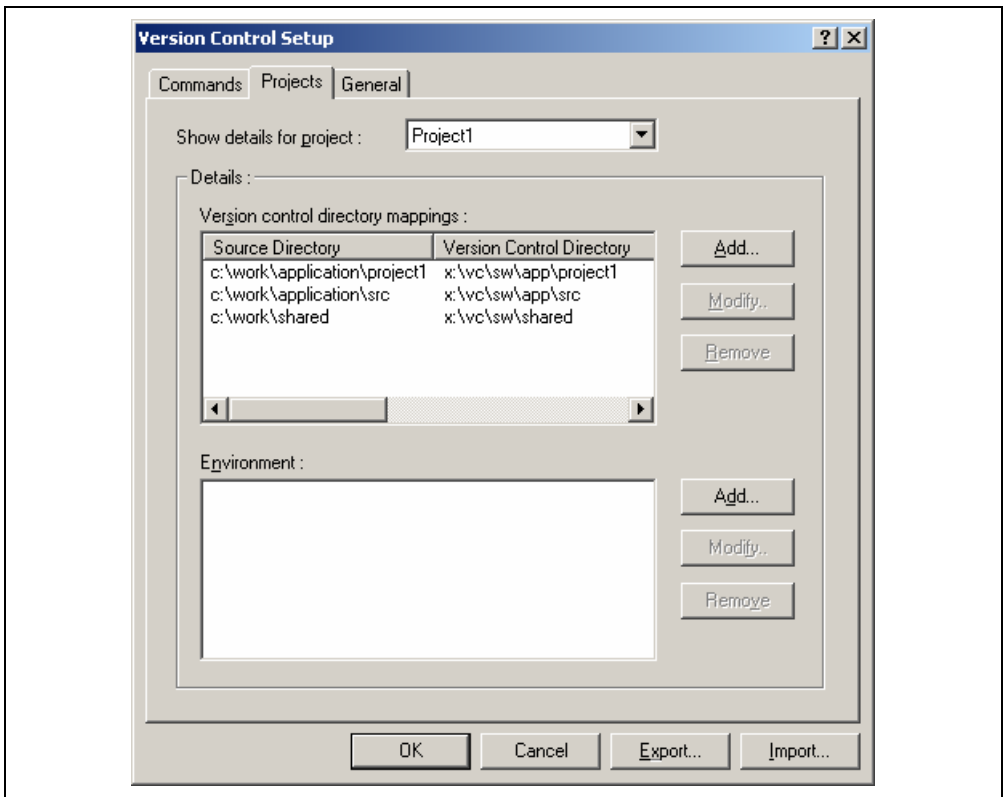 Version Control Setup
Commands Projects General
Show details for project : Project1
Details :
Version control directory mappings :
Source Directory Version Control Directory
c:\work\application\project1 x:\vc\sw\app\project1
c:\work\application\src x:\vc\sw\app\src
c:\work\shared x:\vc\sw\shared
Add...
Modify..
Remove
Environment :
Add...
Modify..
Remove
OK Cancel Export... Import...